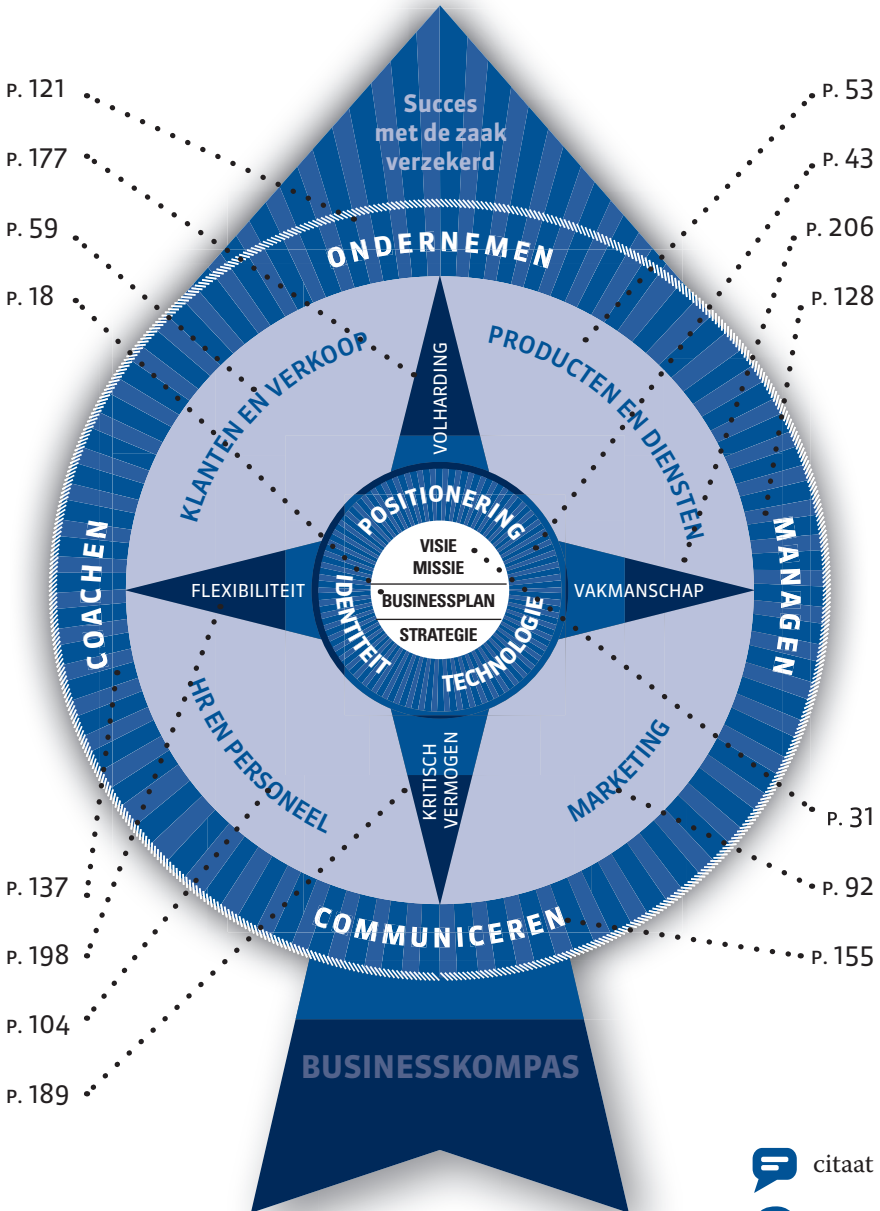 Succes
met de zaak
verzekerd
P. 121
P. 177
P. 59
P. 18
P. 53
P. 43
P. 206
P. 128
ONDERNEMEN
KLANTEN EN VERKOOP
PRODUCTEN EN DIENSTEN
VOLHARDING
POSITIONERING
COACHEN
MANAGEN
FLEXIBILITEIT
VAKMANSCHAP
VISIE
MISSIE
BUSINESSPLAN
STRATEGIE
IDENTITEIT
TECHNOLOGIE
HR EN PERSONEEL
KRITISCH
VERMOGEN
MARKETING
COMMUNICEREN
P. 137
P. 198
P. 104
P. 189
P. 31
P. 92
P. 155
BUSINESSKOMPAS
citaat